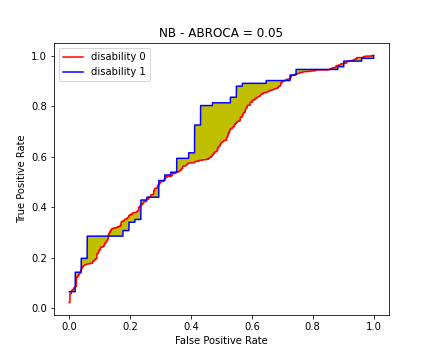 NB - ABROCA = 0.05
disability 0
disability 1
True Positive Rate
1.0
0.8
0.6
0.4
0.2
0.0
0.0 0.2 0.4 0.6 0.8 1.0
False Positive Rate